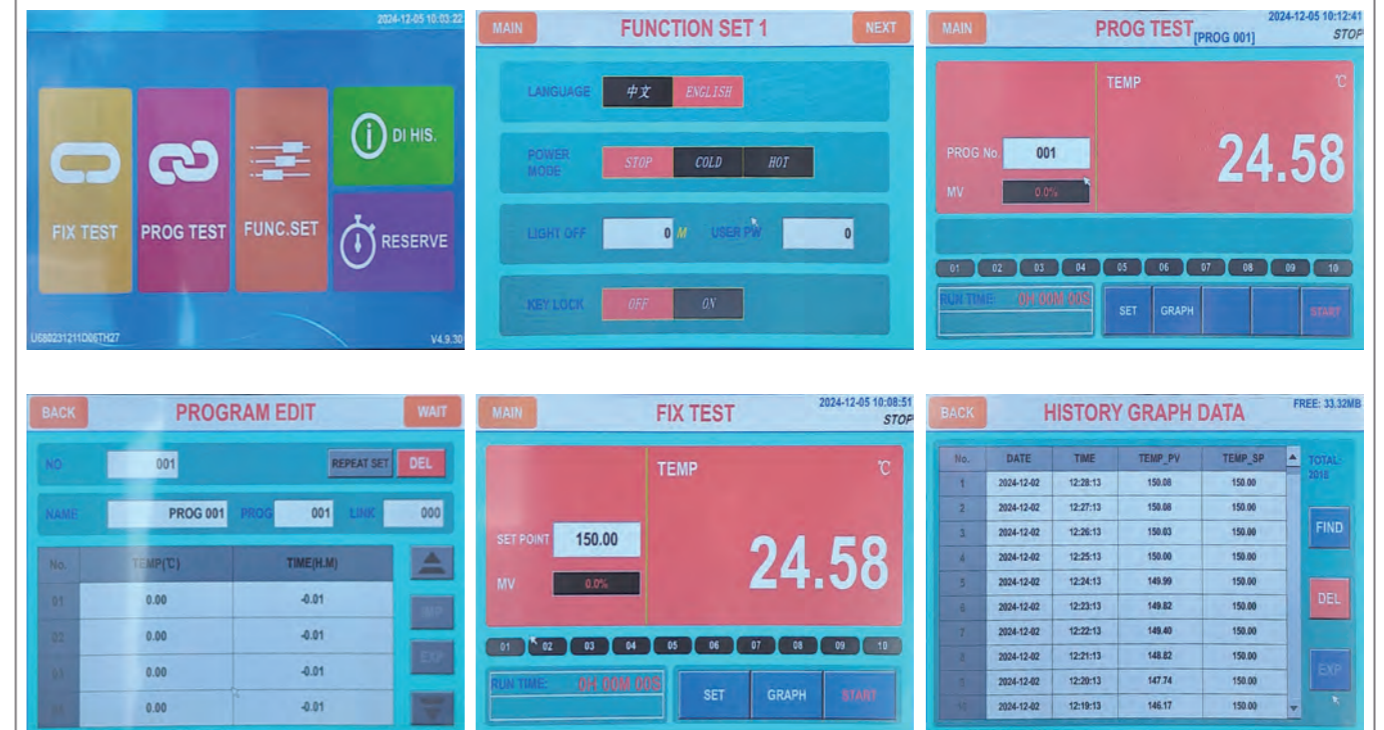 2024-12-05 10:03:22
FIX TEST
PROG TEST
FUNC.SET
DI HIS.
RESERVE
U680231211D06TH27
V4.9.30
MAIN FUNCTION SET 1 NEXT
LANGUAGE 中文 ENGLISH
POWER MODE STOP COLD HOT
LIGHT OFF 0 M USER PW 0
KEY LOCK OFF ON
2024-12-05 10:12:41
MAIN PROG TEST [PROG 001] STOP
TEMP ℃
PROG No. 001
24.58
MV 0.0%
01 02 03 04 05 06 07 08 09 10
RUN TIME: 0H 00M 00S
SET GRAPH START
BACK PROGRAM EDIT WAIT
NO 001 REPEAT SET DEL
NAME PROG 001 PROG 001 LINK 000
No. TEMP(℃) TIME(H.M)
01 0.00 -0.01
02 0.00 -0.01
03 0.00 -0.01
0.00 -0.01
IMP
EXP
2024-12-05 10:08:51
MAIN FIX TEST STOP
TEMP ℃
SET POINT 150.00
24.58
MV 0.0%
01 02 03 04 05 06 07 08 09 10
RUN TIME: 0H 00M 00S
SET GRAPH START
BACK HISTORY GRAPH DATA FREE: 33.32MB
No. DATE TIME TEMP_PV TEMP_SP
1 2024-12-02 12:28:13 150.08 150.00
2 2024-12-02 12:27:13 150.08 150.00
3 2024-12-02 12:26:13 150.03 150.00
4 2024-12-02 12:25:13 150.00 150.00
5 2024-12-02 12:24:13 149.99 150.00
6 2024-12-02 12:23:13 149.82 150.00
7 2024-12-02 12:22:13 149.40 150.00
8 2024-12-02 12:21:13 148.82 150.00
9 2024-12-02 12:20:13 147.74 150.00
10 2024-12-02 12:19:13 146.17 150.00
TOTAL:
FIND
DEL
EXP